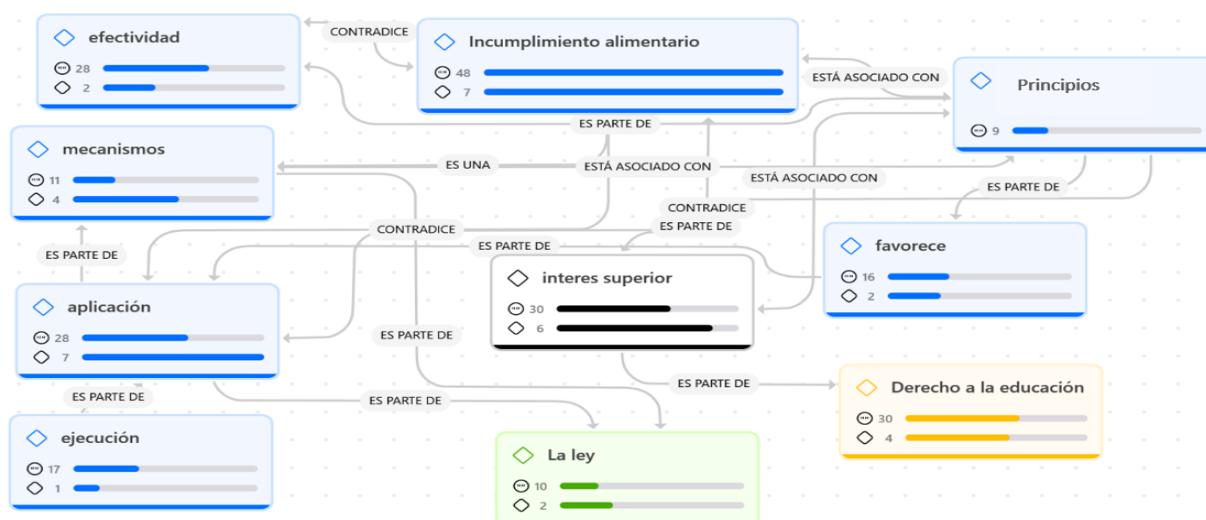 efectividad
28
2
CONTRADICE
Incumplimiento alimentario
48
7
ESTÁ ASOCIADO CON
Principios
9
ES PARTE DE
mecanismos
11
4
ES UNA
ESTÁ ASOCIADO CON
ESTÁ ASOCIADO CON
ES PARTE DE
CONTRADICE
ES PARTE DE
CONTRADICE
ES PARTE DE
ES PARTE DE
favorece
16
2
interes superior
30
6
aplicación
28
7
ES PARTE DE
ES PARTE DE
Derecho a la educación
30
4
ES PARTE DE
ES PARTE DE
ejecución
17
1
La ley
10
2